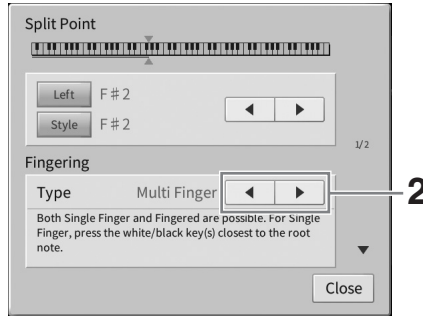 Split Point
Left F#2
Style F#2
1/2
Fingering
Type Multi Finger
2
Both Single Finger and Fingered are possible. For Single
Finger, press the white/black key(s) closest to the root
note.
Close